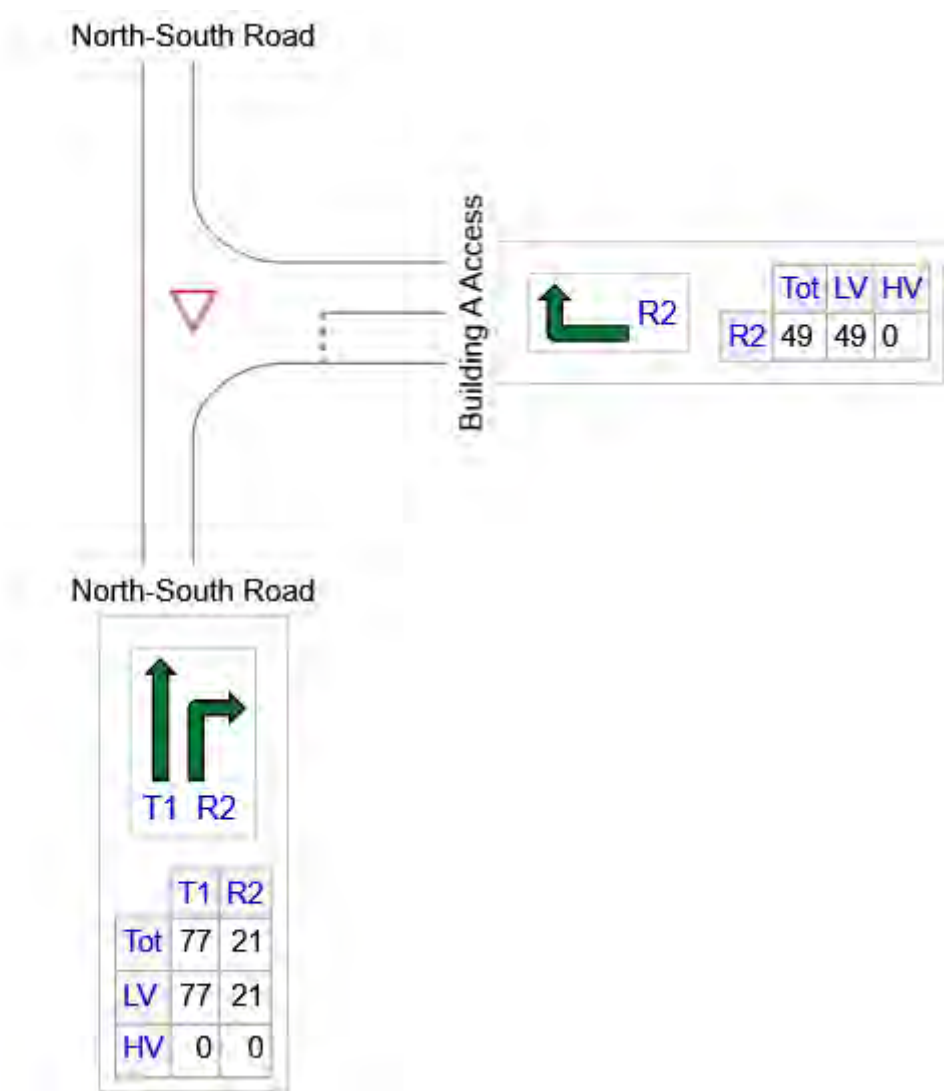 North-South Road
Building A Access
R2
Tot LV HV
R2 49 49 0
North-South Road
T1 R2
T1 R2
Tot 77 21
LV 77 21
HV 0 0